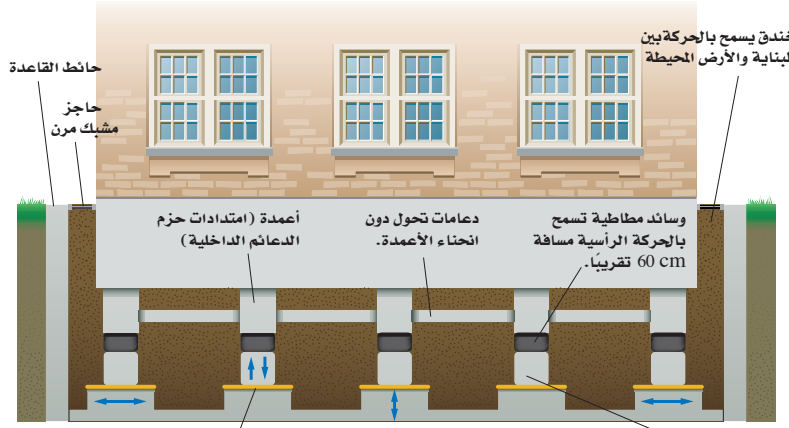 خندق يسمح بالحركة بين
البناية والأرض المحيطة
حائط القاعدة
حاجز
مشبك مرن
وسائد مطاطية تسمح
بالحركة الرأسية مسافة
60 cm تقريبًا.
دعامات تحول دون
انحناء الأعمدة.
أعمدة (امتدادات حزم
الدعائم الداخلية)